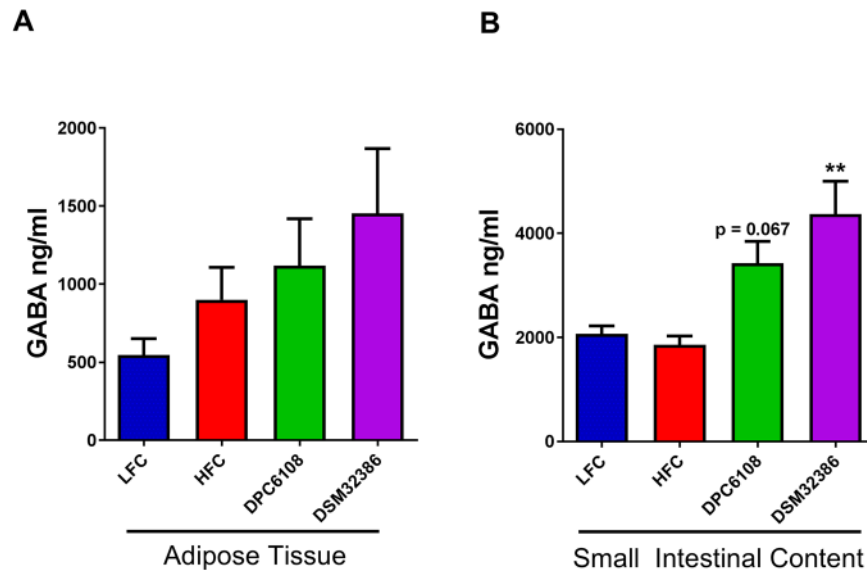 A
GABA ng/ml
2000
1500
1000
500
0
LFC
HFC
DPC6108
DSM32386
Adipose Tissue
B
GABA ng/ml
6000
4000
2000
0
p = 0.067
**
LFC
HFC
DPC6108
DSM32386
Small Intestinal Content